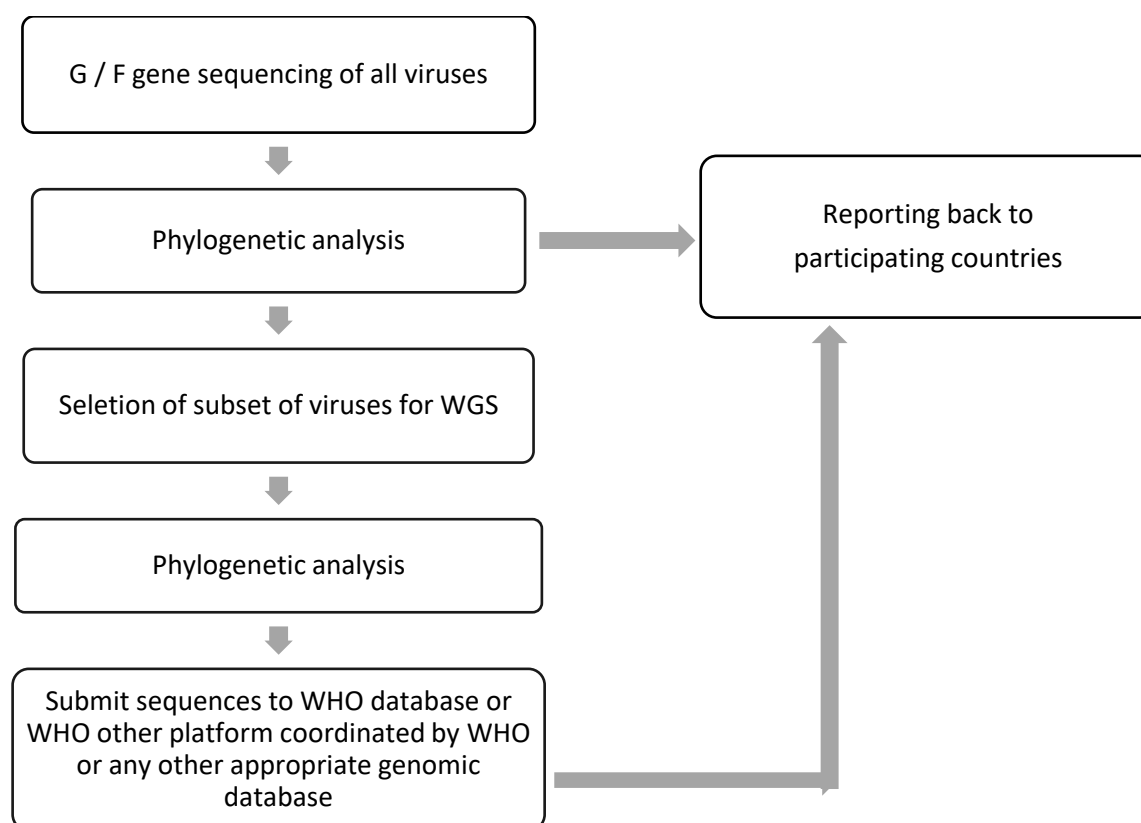 G / F gene sequencing of all viruses
Phylogenetic analysis
Reporting back to
participating countries
Seletion of subset of viruses for WGS
Phylogenetic analysis
Submit sequences to WHO database or
WHO other platform coordinated by WHO
or any other appropriate genomic
database